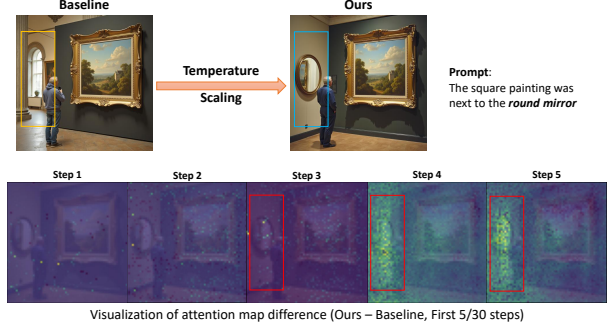 Baseline
Ours
Temperature
Scaling
Prompt:
The square painting was
next to the round mirror
Step 1
Step 2
Step 3
Step 4
Step 5
Visualization of attention map difference (Ours – Baseline, First 5/30 steps)